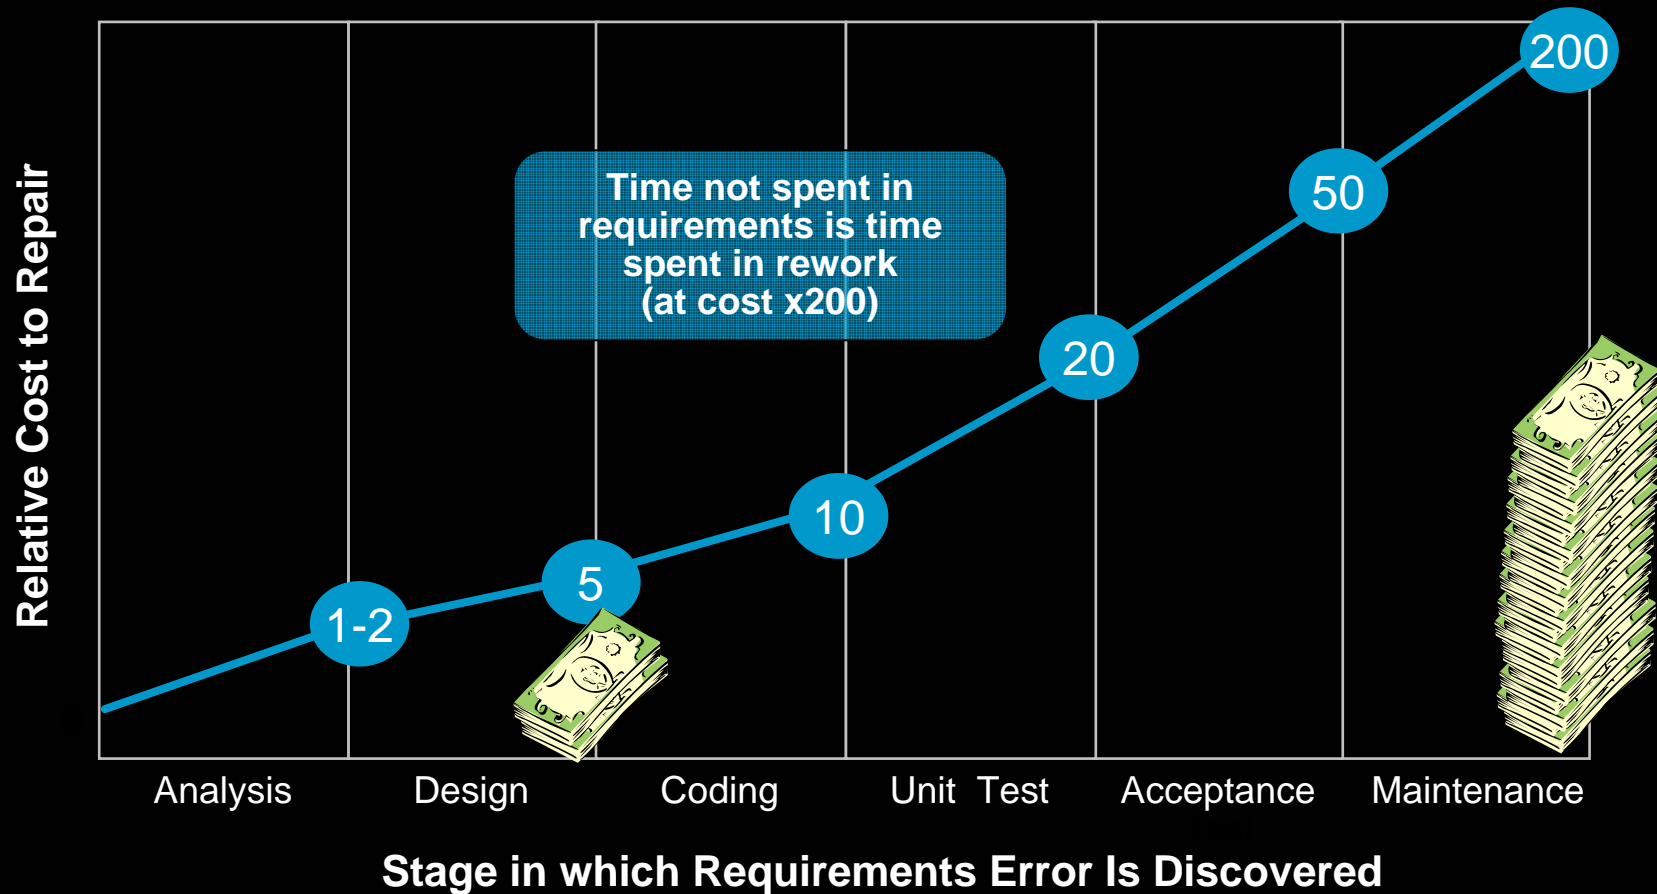 200
Time not spent in
requirements is time
spent in rework
(at cost x200)
50
20
10
5
1-2
Relative Cost to Repair
Analysis
Design
Coding
Unit Test
Acceptance
Maintenance
Stage in which Requirements Error Is Discovered